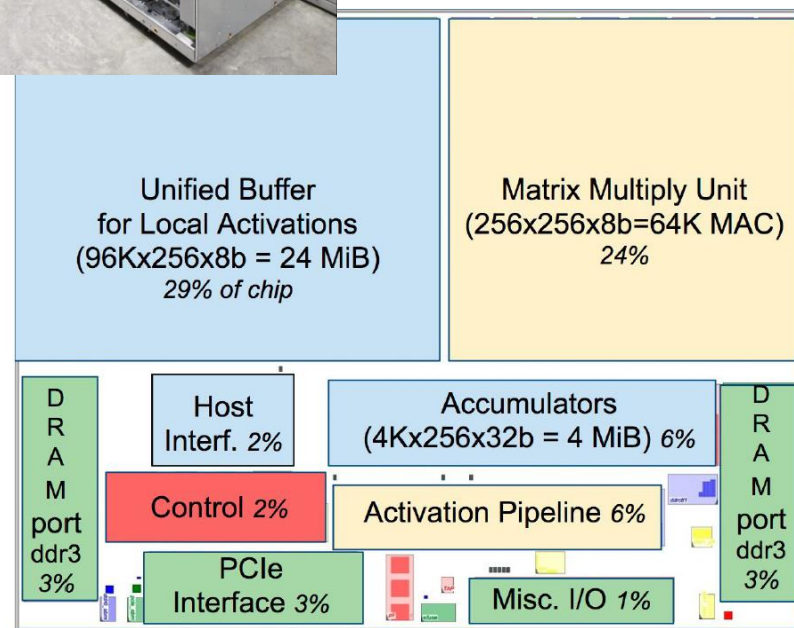 Unified Buffer
for Local Activations
(96Kx256x8b = 24 MiB)
29% of chip
Matrix Multiply Unit
(256x256x8b=64K MAC)
24%
D
R
A
M
port
ddr3
3%
Host
Interf. 2%
Accumulators
(4Kx256x32b = 4 MiB) 6%
D
R
A
M
port
ddr3
3%
Control 2%
Activation Pipeline 6%
PCIe
Interface 3%
Misc. I/O 1%